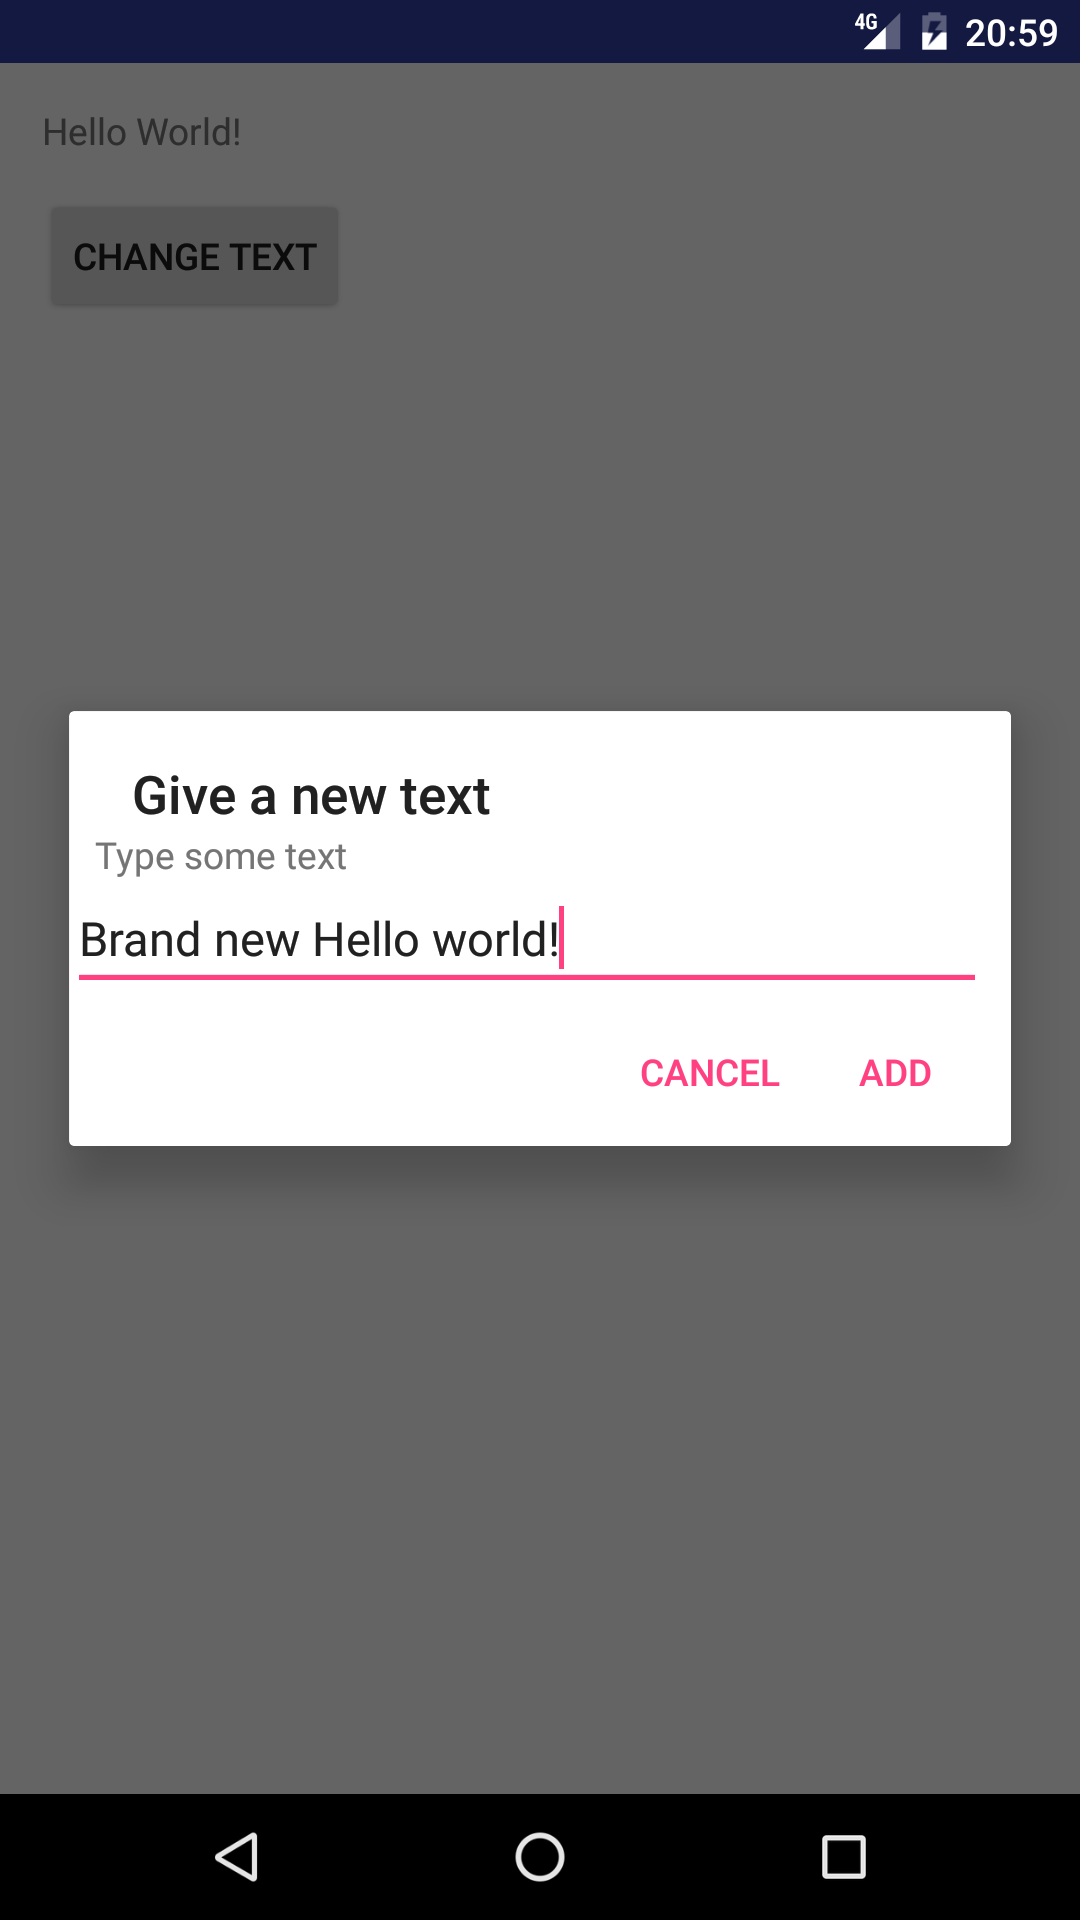 4G 20:59
Hello World!
CHANGE TEXT
Give a new text
Type some text
Brand new Hello world!
CANCEL ADD